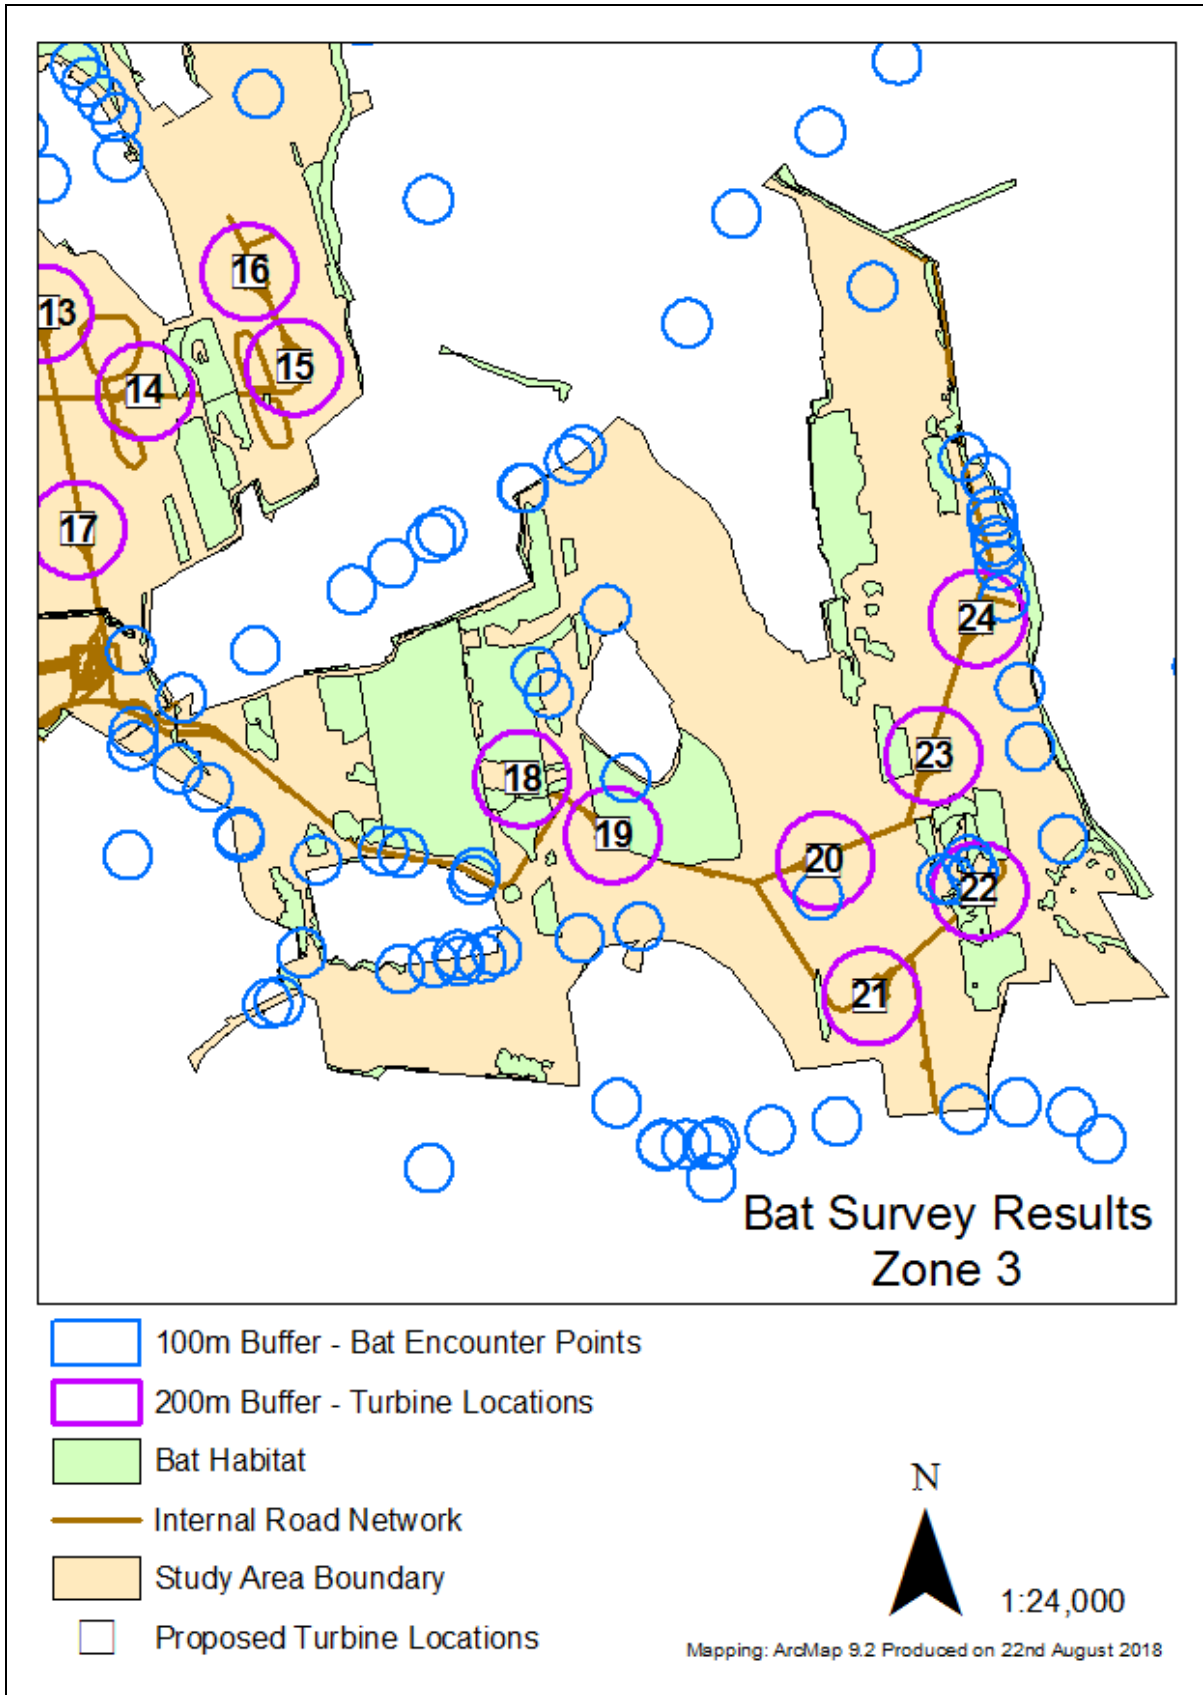 16
13
15
14
17
24
23
18
19
20
22
21
Bat Survey Results
Zone 3
100m Buffer - Bat Encounter Points
200m Buffer - Turbine Locations
Bat Habitat
Internal Road Network
Study Area Boundary
Proposed Turbine Locations
N
1:24,000
Mapping: ArcMap 9.2 Produced on 22nd August 2018